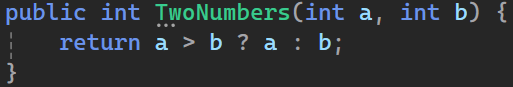 public int TwoNumbers(int a, int b) {
    return a > b ? a : b;
}